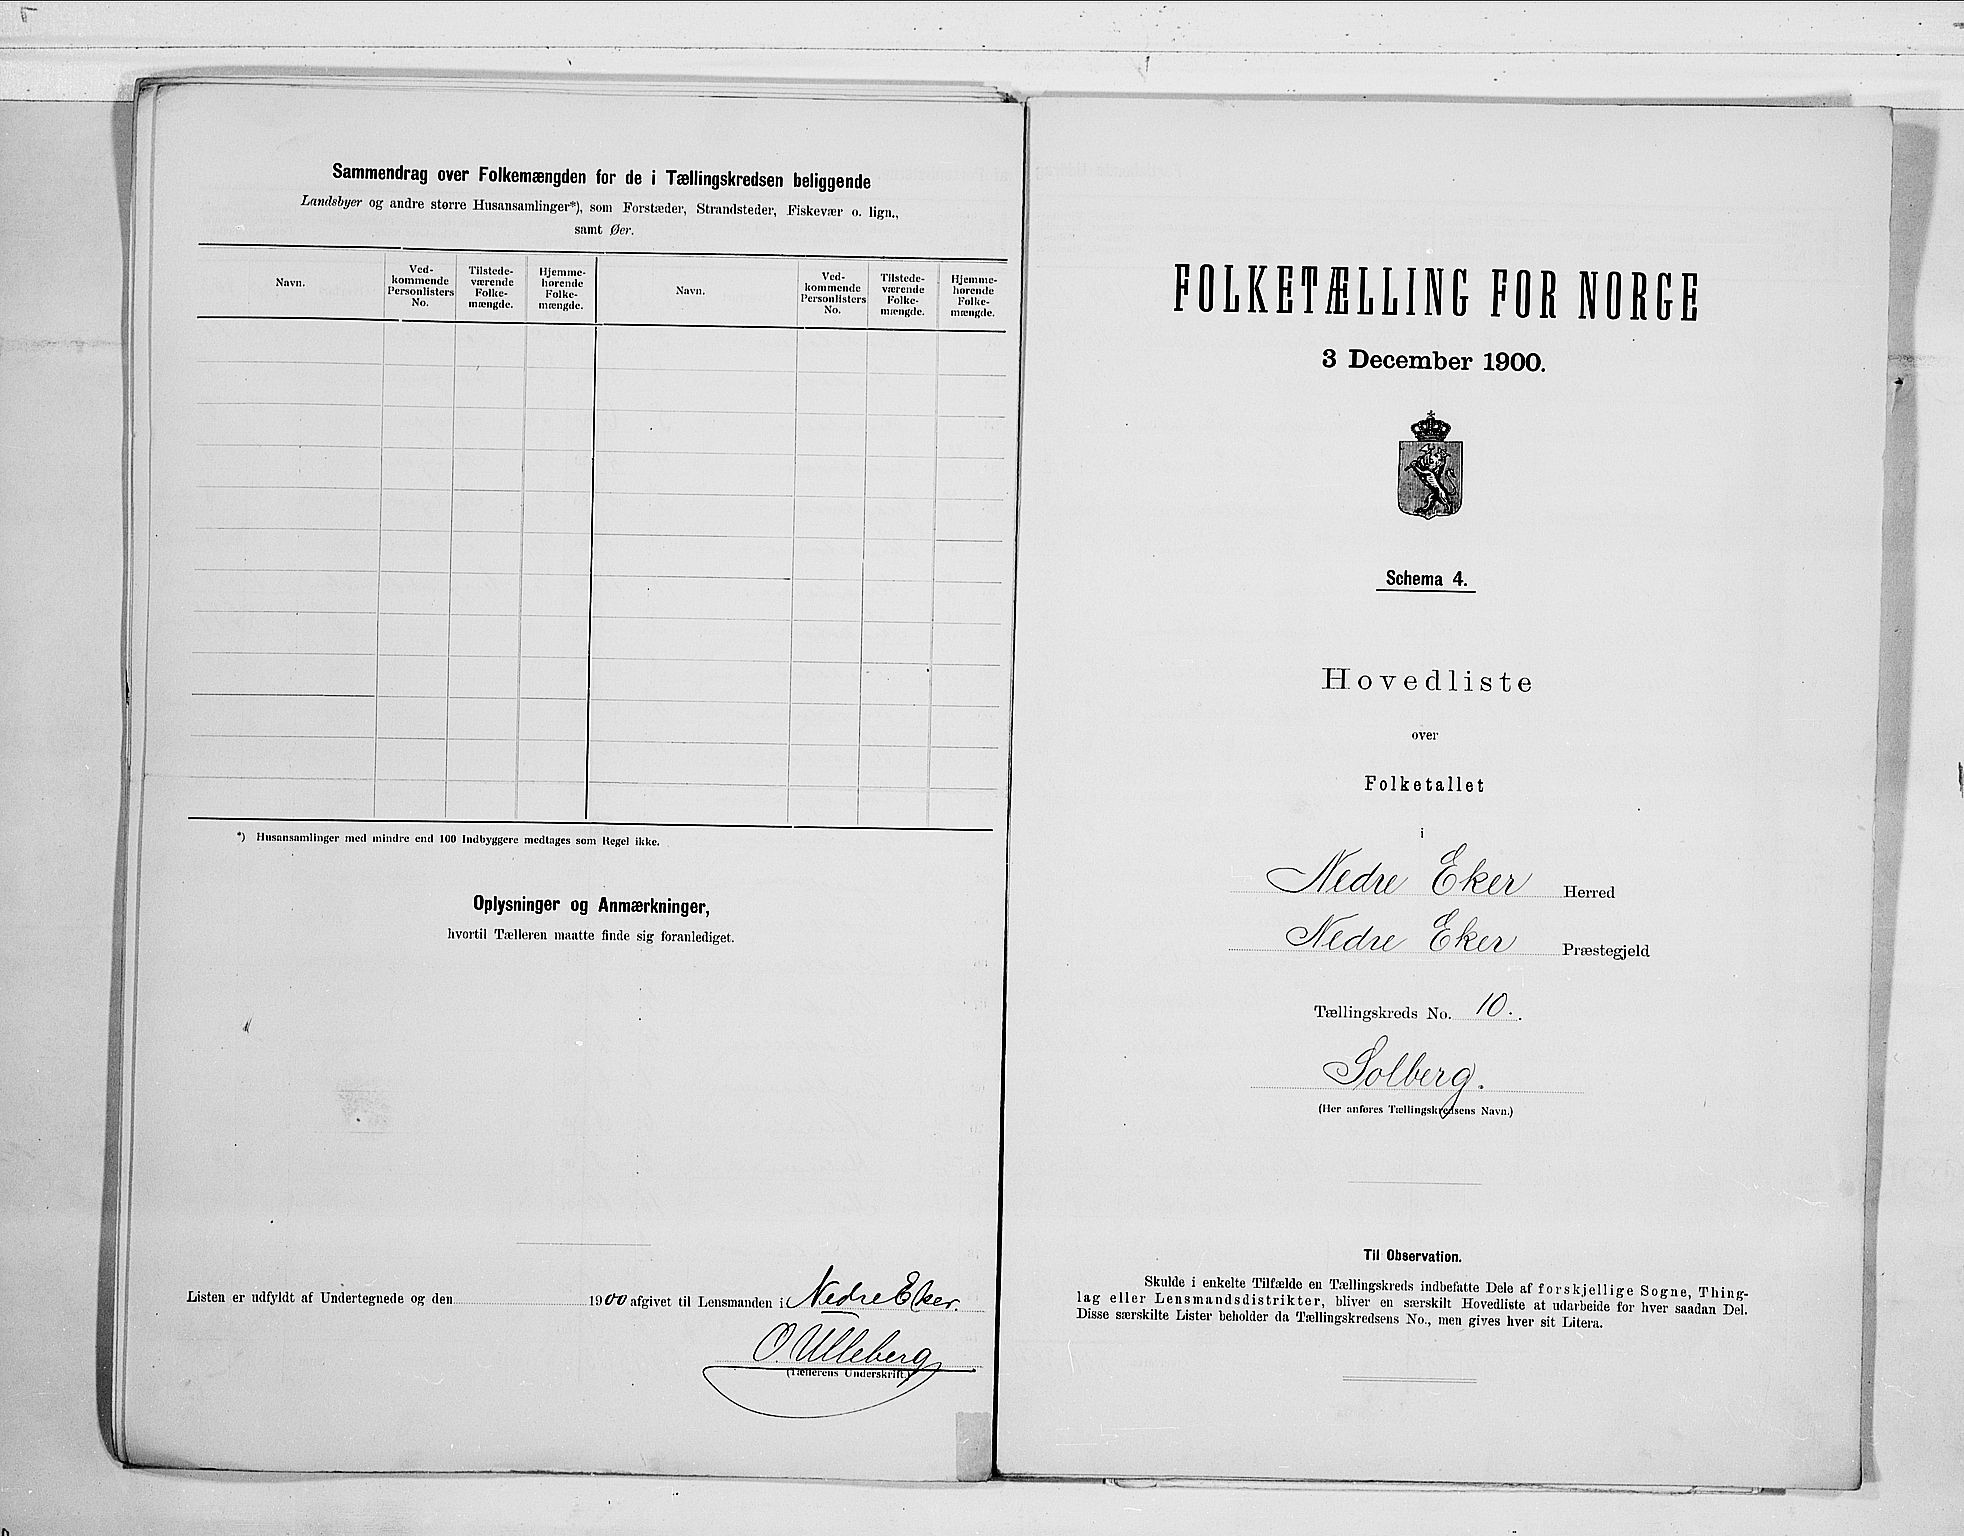 Sammendrag over Folkemængden for de i Tællingskredsen beliggende
Landsbyer og andre større Husansamlinger*), som Forstæder, Strandsteder, Fiskevær o. lign.,
samt Øer.
Navn.
Ved-
kommende
Personlisters
No.
Tilstede-
værende
Folke-
mængde.
Hjemme-
hørende
Folke-
mængde.
Navn.
Ved-
kommende
Personlisters
No.
Tilstede-
værende
Folke-
mængde.
Hjemme-
hørende
Folke-
mængde.
*) Husansamlinger med mindre end 100 Indbyggere medtages som Regel ikke.
Oplysninger og Anmærkninger,
hvortil Tælleren maatte finde sig foranlediget.
Listen er udfyldt af Undertegnede og den 1900 afgivet til Lensmanden i Nedre Eker.
O. Ulleberg
(Tællerens Underskrift.)
FOLKETÆLLING FOR NORGE
3 December 1900.
Schema 4.
Hovedliste
over
Folketallet
i
Nedre Eker Herred
Nedre Eker Præstegjeld
Tællingskreds No. 10.
Solberg.
(Her anføres Tællingskredsens Navn.)
Til Observation.
Skulde i enkelte Tilfælde en Tællingskreds indbefatte Dele af forskjellige Sogne, Thing-
lag eller Lensmandsdistrikter, bliver en særskilt Hovedliste at udarbeide for hver saadan Del.
Disse særskilte Lister beholder da Tællingskredsens No., men gives hver sit Litera.